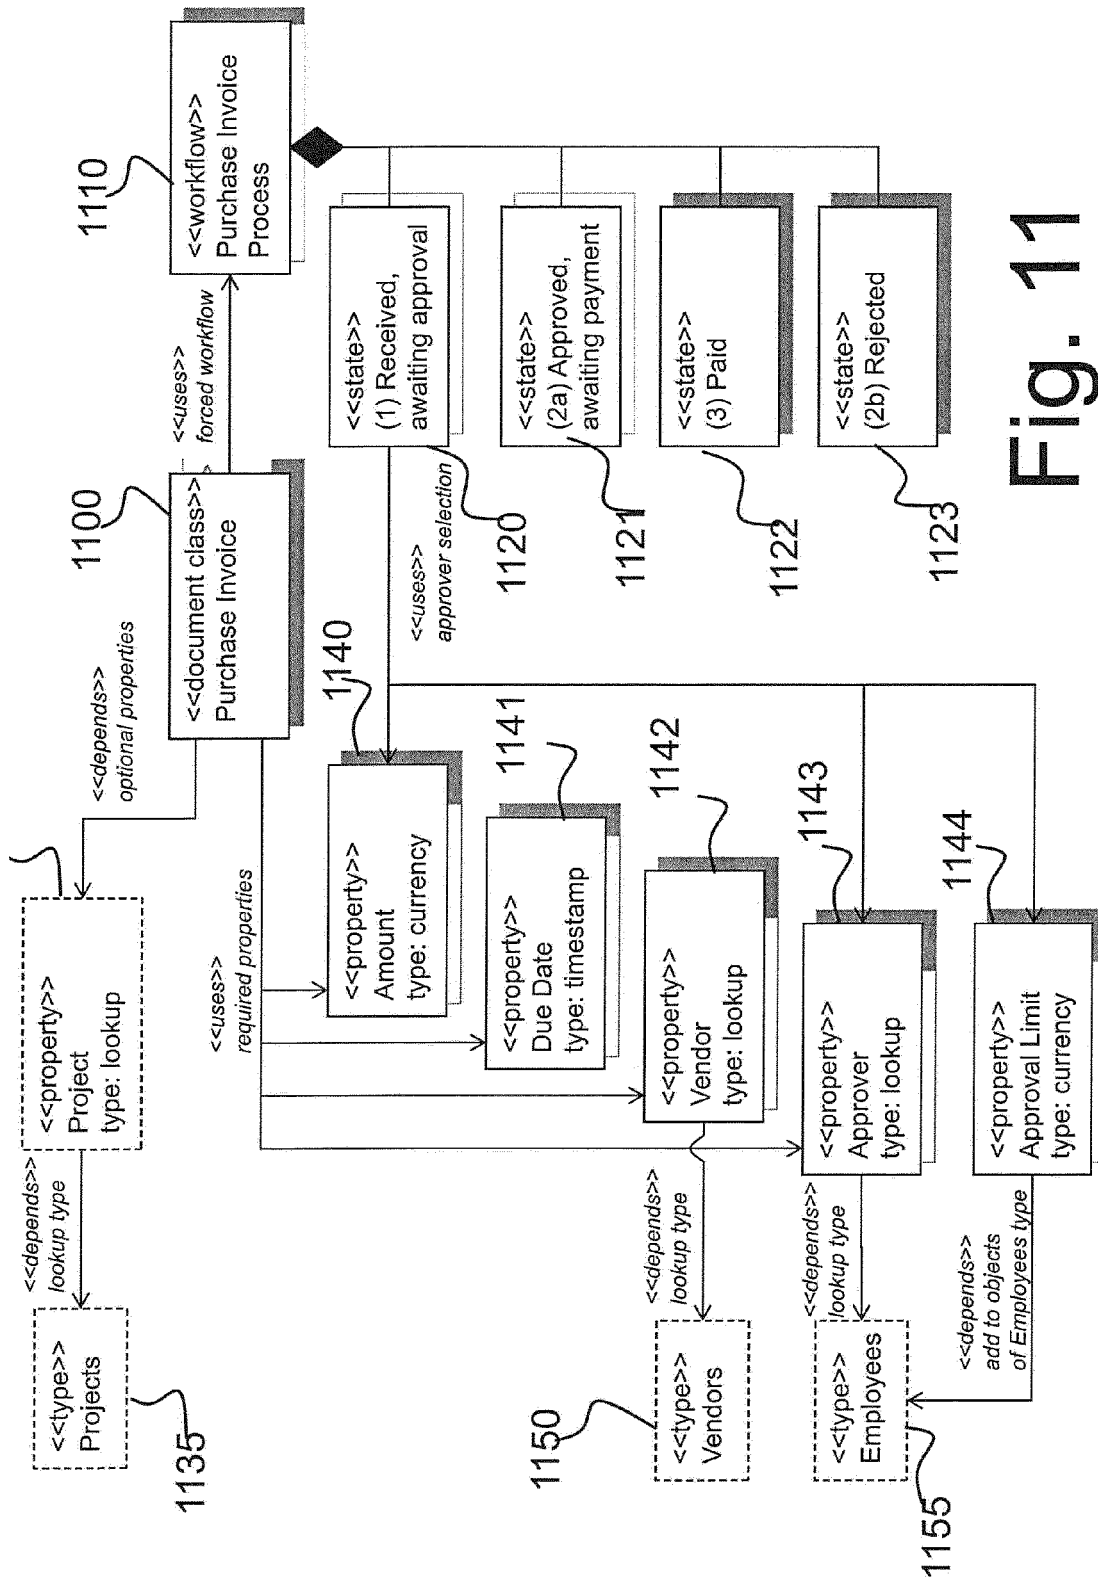 1135
<<type>>
Projects
<<depends>>
lookup type
<<property>>
Project
type: lookup
<<depends>>
optional properties
1100
<<document class>>
Purchase Invoice
<<uses>>
forced workflow
1110
<<workflow>>
Purchase Invoice
Process
<<uses>>
required properties
1140
<<property>>
Amount
type: currency
<<uses>>
approver selection
1120
<<state>>
(1) Received,
awaiting approval
1141
<<property>>
Due Date
type: timestamp
1121
<<state>>
(2a) Approved,
awaiting payment
1150
<<type>>
Vendors
<<depends>>
lookup type
<<property>>
Vendor
type: lookup
1142
1122
<<state>>
(3) Paid
1155
<<type>>
Employees
<<depends>>
lookup type
<<property>>
Approver
type: lookup
1143
1123
<<state>>
(2b) Rejected
<<depends>>
add to objects
of Employees type
<<property>>
Approval Limit
type: currency
1144
Fig. 11